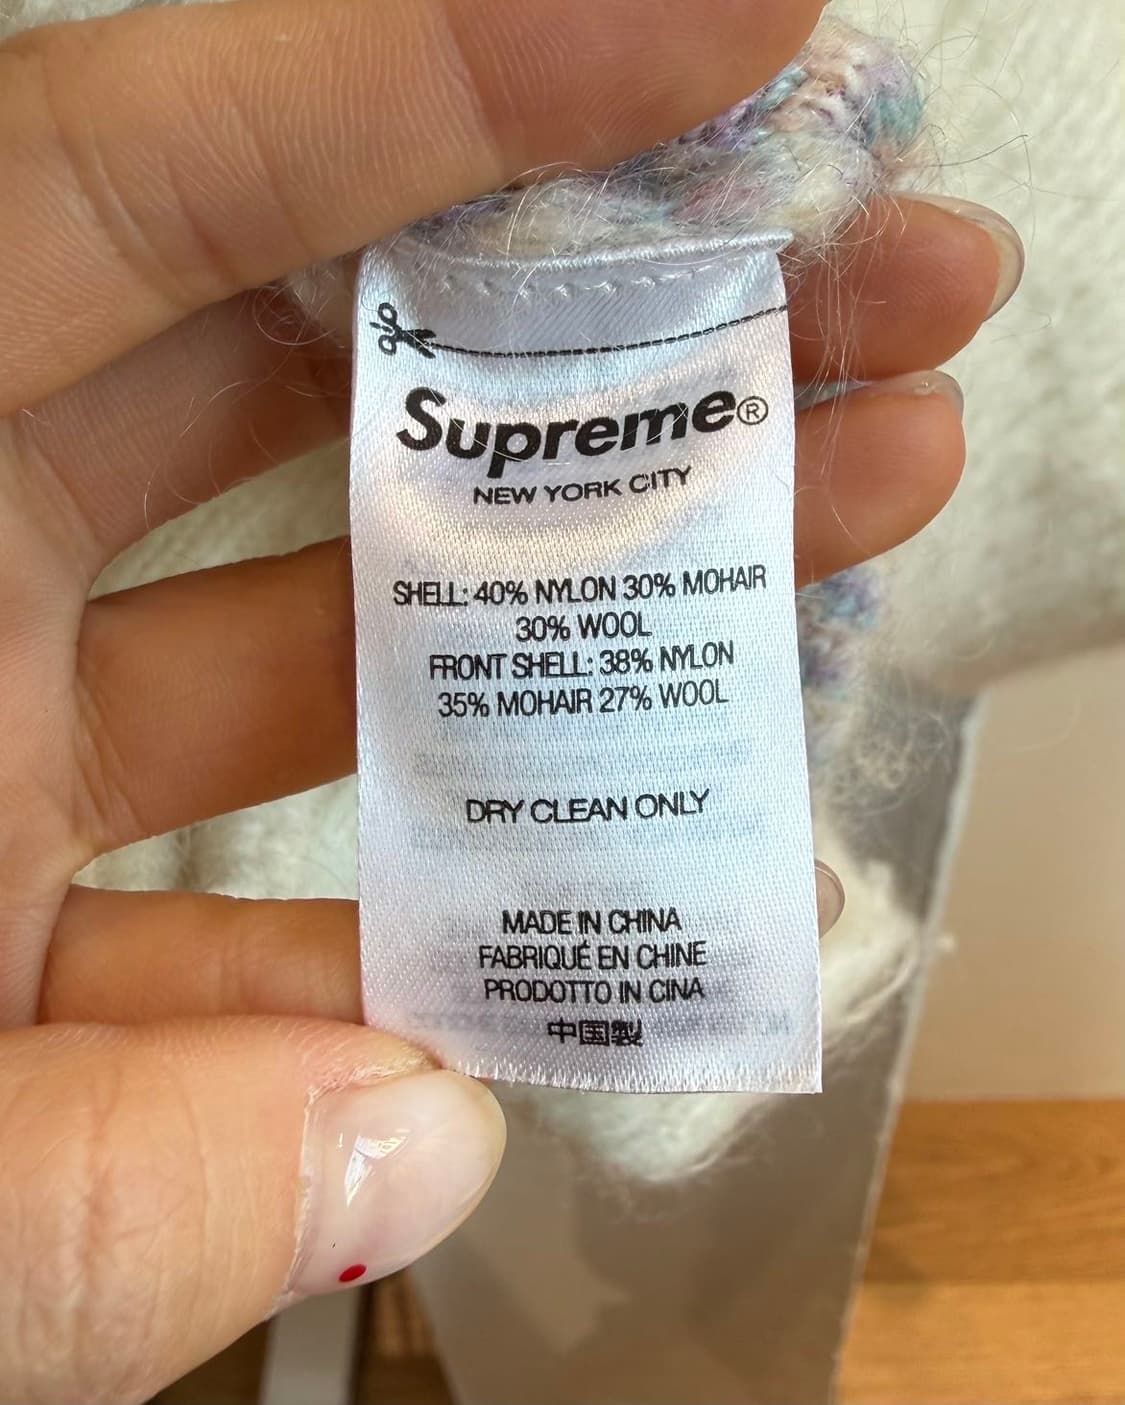 Supreme®
NEW YORK CITY
SHELL: 40% NYLON 30% MOHAIR
30% WOOL
FRONT SHELL: 38% NYLON
35% MOHAIR 27% WOOL
DRY CLEAN ONLY
MADE IN CHINA
FABRIQUÉ EN CHINE
PRODOTTO IN CINA
中国製